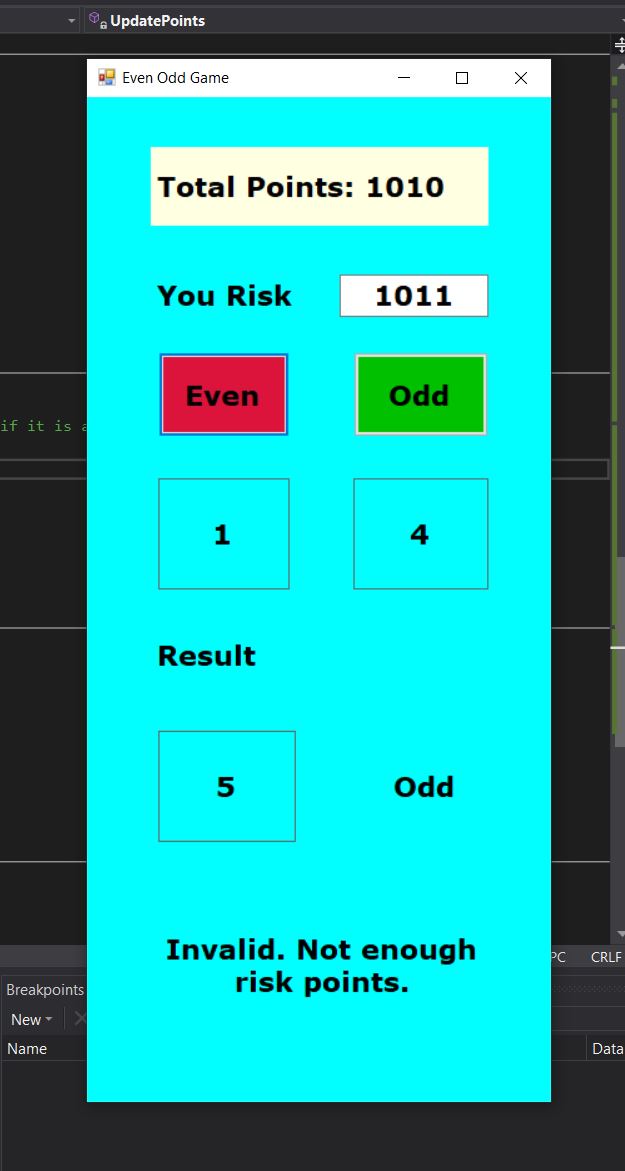 UpdatePoints
Even Odd Game
Total Points: 1010
You Risk 1011
Even Odd
if it is a
1 4
Result
5 Odd
Invalid. Not enough
risk points.
PC CRLF
Breakpoints
New
Name Data